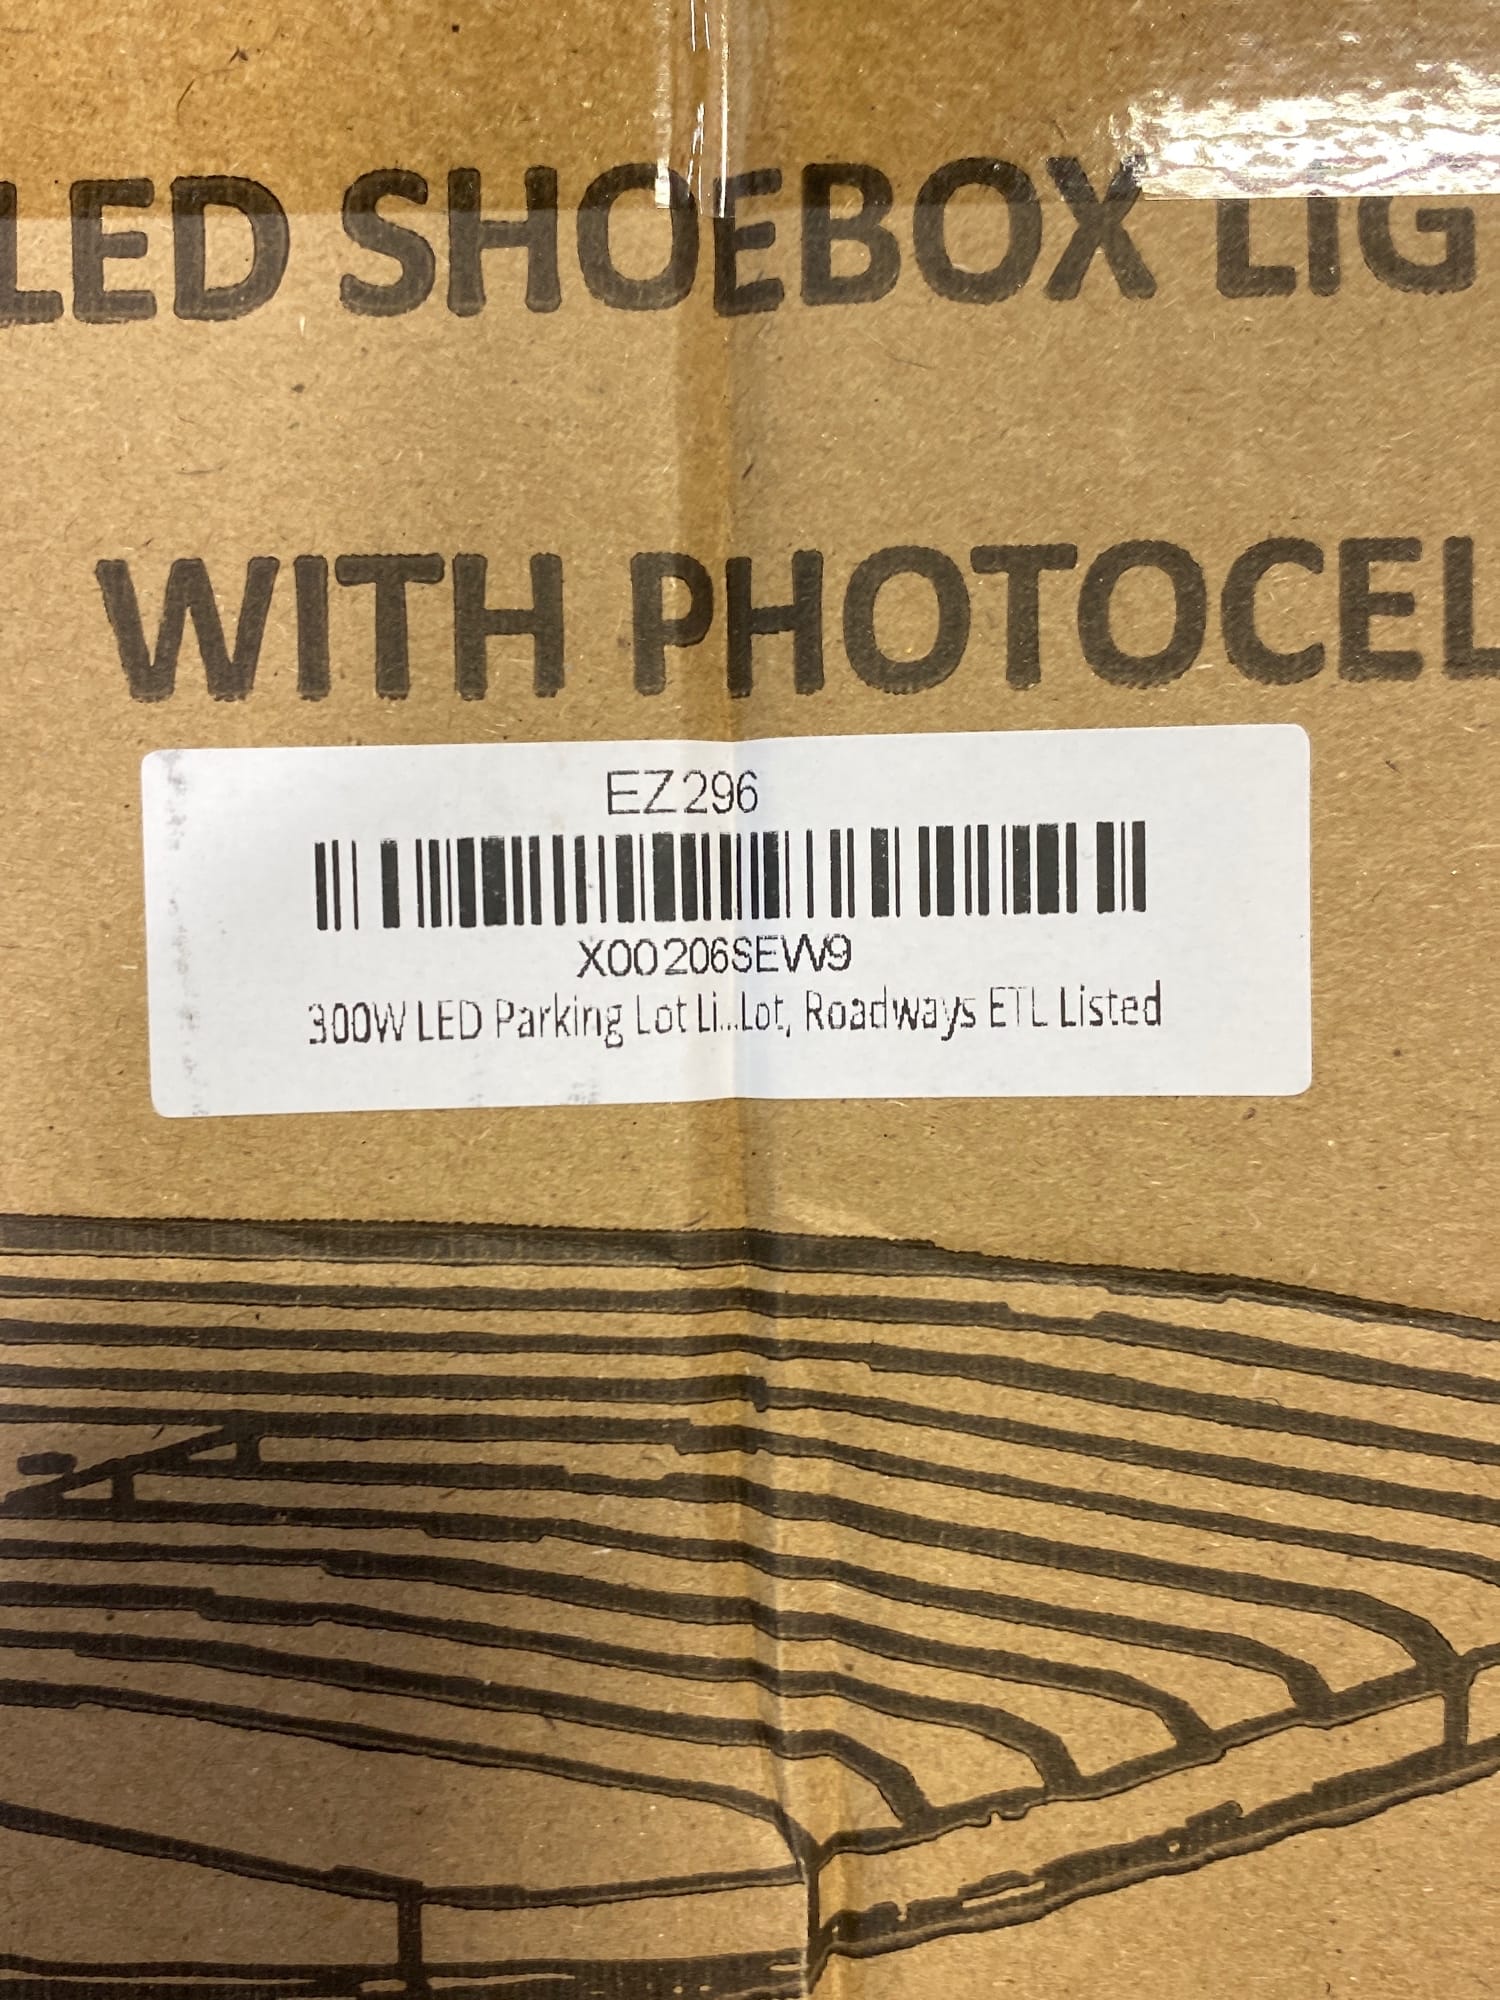 LED SHOEBOX LIG
WITH PHOTOCEL
EZ296
X00206SEW9
300W LED Parking Lot Li...Lot, Roadways ETL Listed